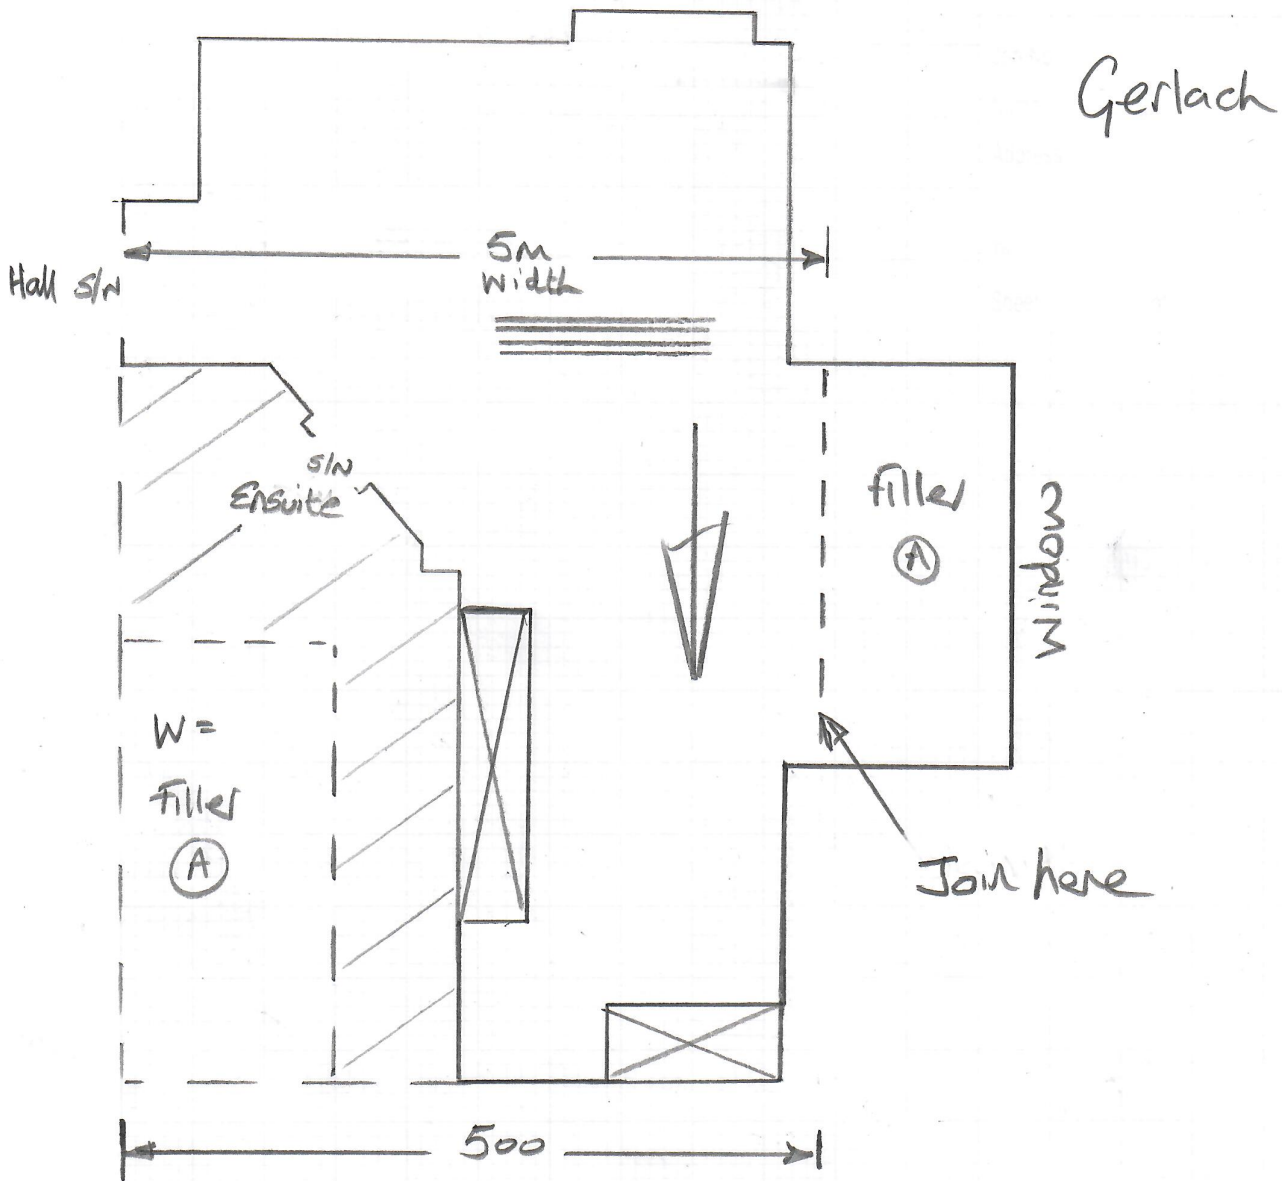 Gerlach
5m
width
Hall S/N
S/N
Ensuite
filler
A
Window
W =
Filler
A
Join here
500